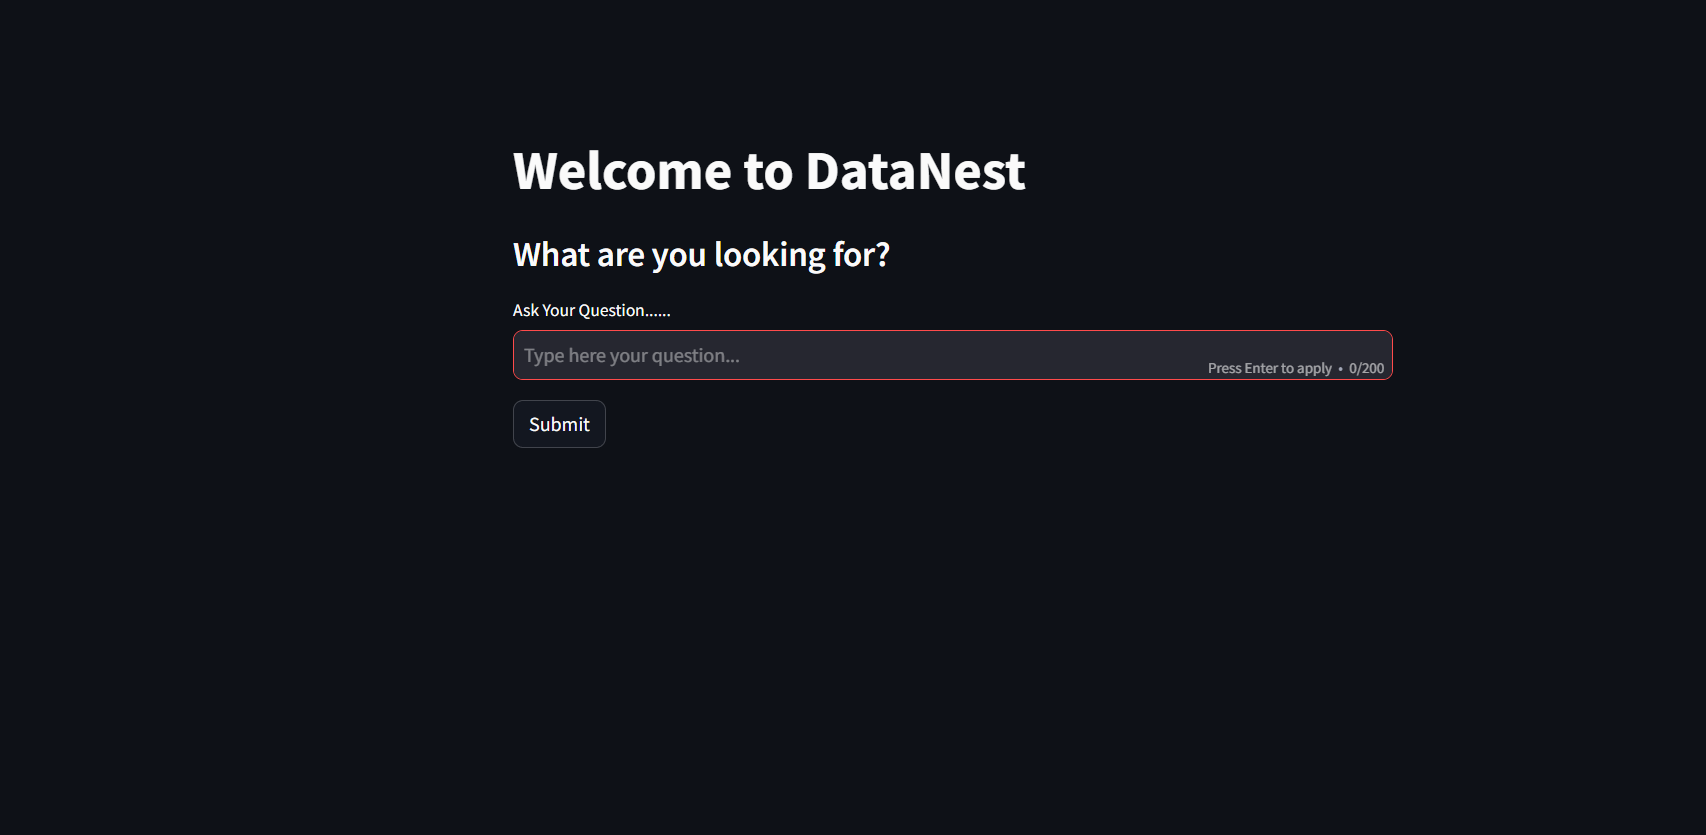 Welcome to DataNest
What are you looking for?
Ask Your Question......
Type here your question...
Press Enter to apply • 0/200
Submit